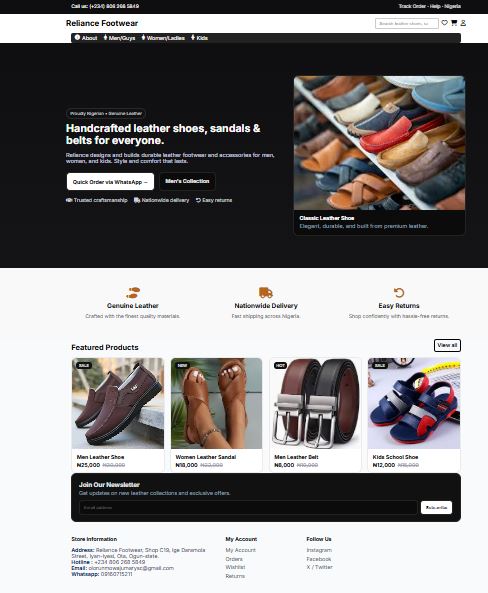 Call us: (+234) 806 268 5849
Track Order · Help · Nigeria
Reliance Footwear
Search leather shoes, sa
About Men/Guys Women/Ladies Kids
Proudly Nigerian • Genuine Leather
Handcrafted leather shoes, sandals &
belts for everyone.
Reliance designs and builds durable leather footwear and accessories for men,
women, and kids. Style and comfort that lasts.
Quick Order via WhatsApp →
Men's Collection
Trusted craftsmanship Nationwide delivery Easy returns
Classic Leather Shoe
Elegant, durable, and built from premium leather.
Genuine Leather
Crafted with the finest quality materials.
Nationwide Delivery
Fast shipping across Nigeria.
Easy Returns
Shop confidently with hassle-free returns.
Featured Products
View all
SALE
Men Leather Shoe
₦25,000
NEW
Women Leather Sandal
₦18,000 ₦22,000
HOT
Men Leather Belt
₦8,000 ₦10,000
SALE
Kids School Shoe
₦12,000 ₦15,000
Join Our Newsletter
Get updates on new leather collections and exclusive offers.
Email address
Subscribe
Store information
Address: Reliance Footwear, Shop C19, Ige Daramola
Street, Iyan-Iyesi, Ota, Ogun-state.
Hotline : +234 806 268 5849
Email: olorunmowajumaryez@gmail.com
Whatsapp: 09160715211
My Account
My Account
Orders
Wishlist
Returns
Follow Us
Instagram
Facebook
X / Twitter